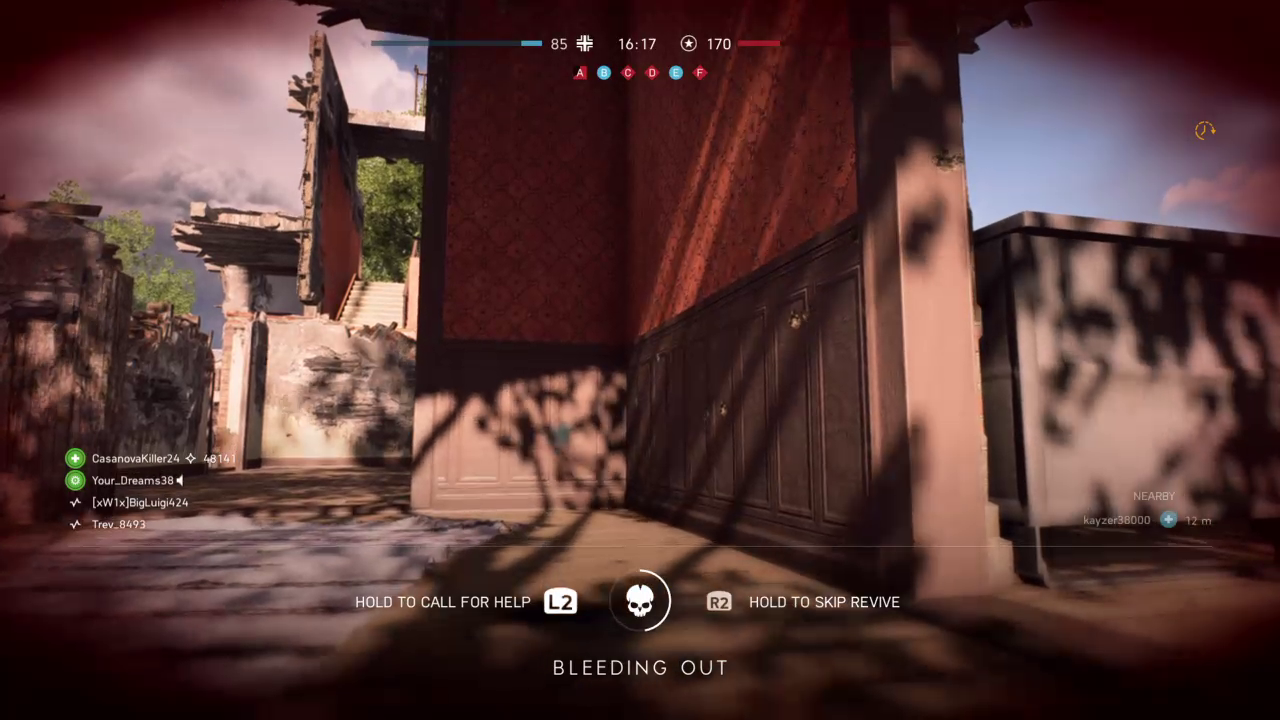 85 16:17 170
A B C D E F
CasanovaKiller24 48141
Your_Dreams38
[xW1x]BigLuigi424
Trev_8493
NEARBY
kayzer38000 12 m
HOLD TO CALL FOR HELP L2 R2 HOLD TO SKIP REVIVE
BLEEDING OUT